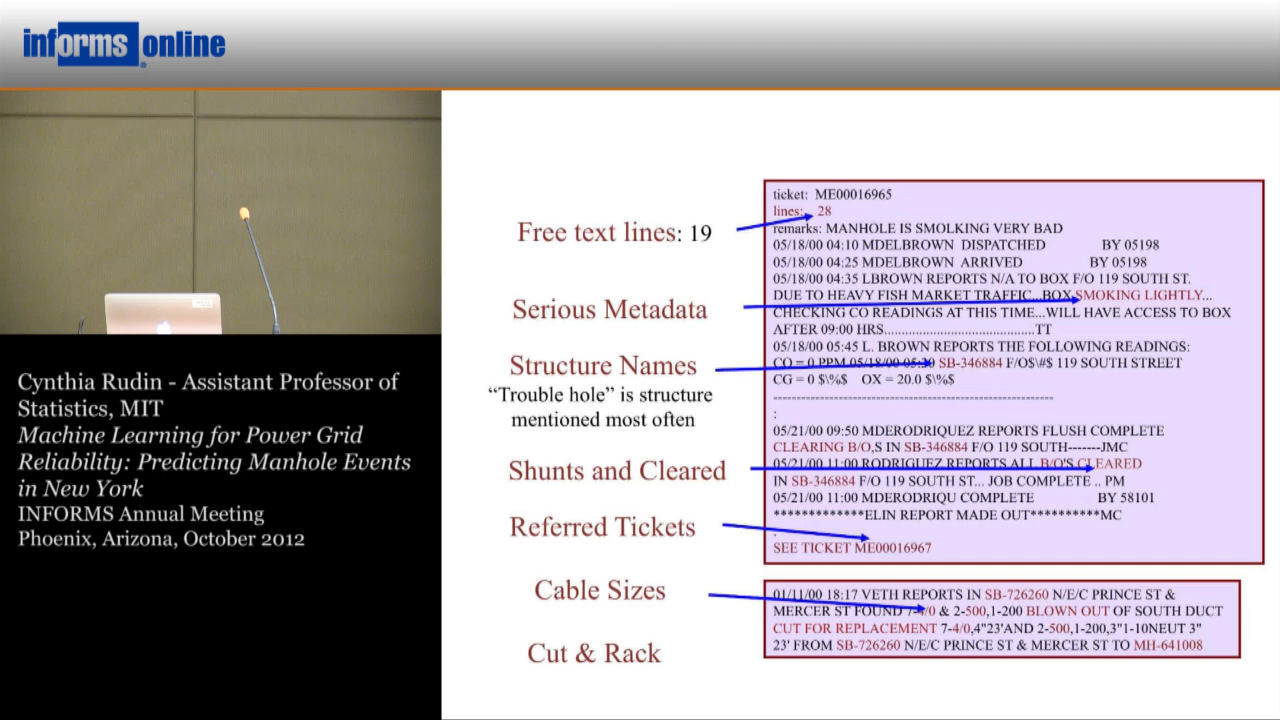 informs online
Cynthia Rudin - Assistant Professor of
Statistics, MIT
Machine Learning for Power Grid
Reliability: Predicting Manhole Events
in New York
INFORMS Annual Meeting
Phoenix, Arizona, October 2012
Free text lines: 19
Serious Metadata
Structure Names
“Trouble hole” is structure
mentioned most often
Shunts and Cleared
Referred Tickets
Cable Sizes
Cut & Rack
ticket: ME00016965
lines: 28
remarks: MANHOLE IS SMOLKING VERY BAD
05/18/00 04:10 MDELBROWN DISPATCHED BY 05198
05/18/00 04:25 MDELBROWN ARRIVED BY 05198
05/18/00 04:35 LBROWN REPORTS N/A TO BOX F/O 119 SOUTH ST.
DUE TO HEAVY FISH MARKET TRAFFIC...BOX SMOKING LIGHTLY...
CHECKING CO READINGS AT THIS TIME...WILL HAVE ACCESS TO BOX
AFTER 09:00 HRS.......................................TT
05/18/00 05:45 L. BROWN REPORTS THE FOLLOWING READINGS:
CO = 0 PPM 05/18/00 05:30 SB-346884 F/O$\#$ 119 SOUTH STREET
CG = 0 $\%$ OX = 20.0 $\%$
------------------------------------------------------------
:
05/21/00 09:50 MDERODRIQUEZ REPORTS FLUSH COMPLETE
CLEARING B/O,S IN SB-346884 F/O 119 SOUTH-------JMC
05/21/00 11:00 RODRIGUEZ REPORTS ALL B/O'S CLEARED
IN SB-346884 F/O 119 SOUTH ST... JOB COMPLETE .. PM
05/21/00 11:00 MDERODRIQU COMPLETE BY 58101
*************ELIN REPORT MADE OUT**********MC
.
SEE TICKET ME00016967
01/11/00 18:17 VETH REPORTS IN SB-726260 N/E/C PRINCE ST &
MERCER ST FOUND 7-4/0 & 2-500,1-200 BLOWN OUT OF SOUTH DUCT
CUT FOR REPLACEMENT 7-4/0,4"23'AND 2-500,1-200,3"1-10NEUT 3"
23' FROM SB-726260 N/E/C PRINCE ST & MERCER ST TO MH-641008